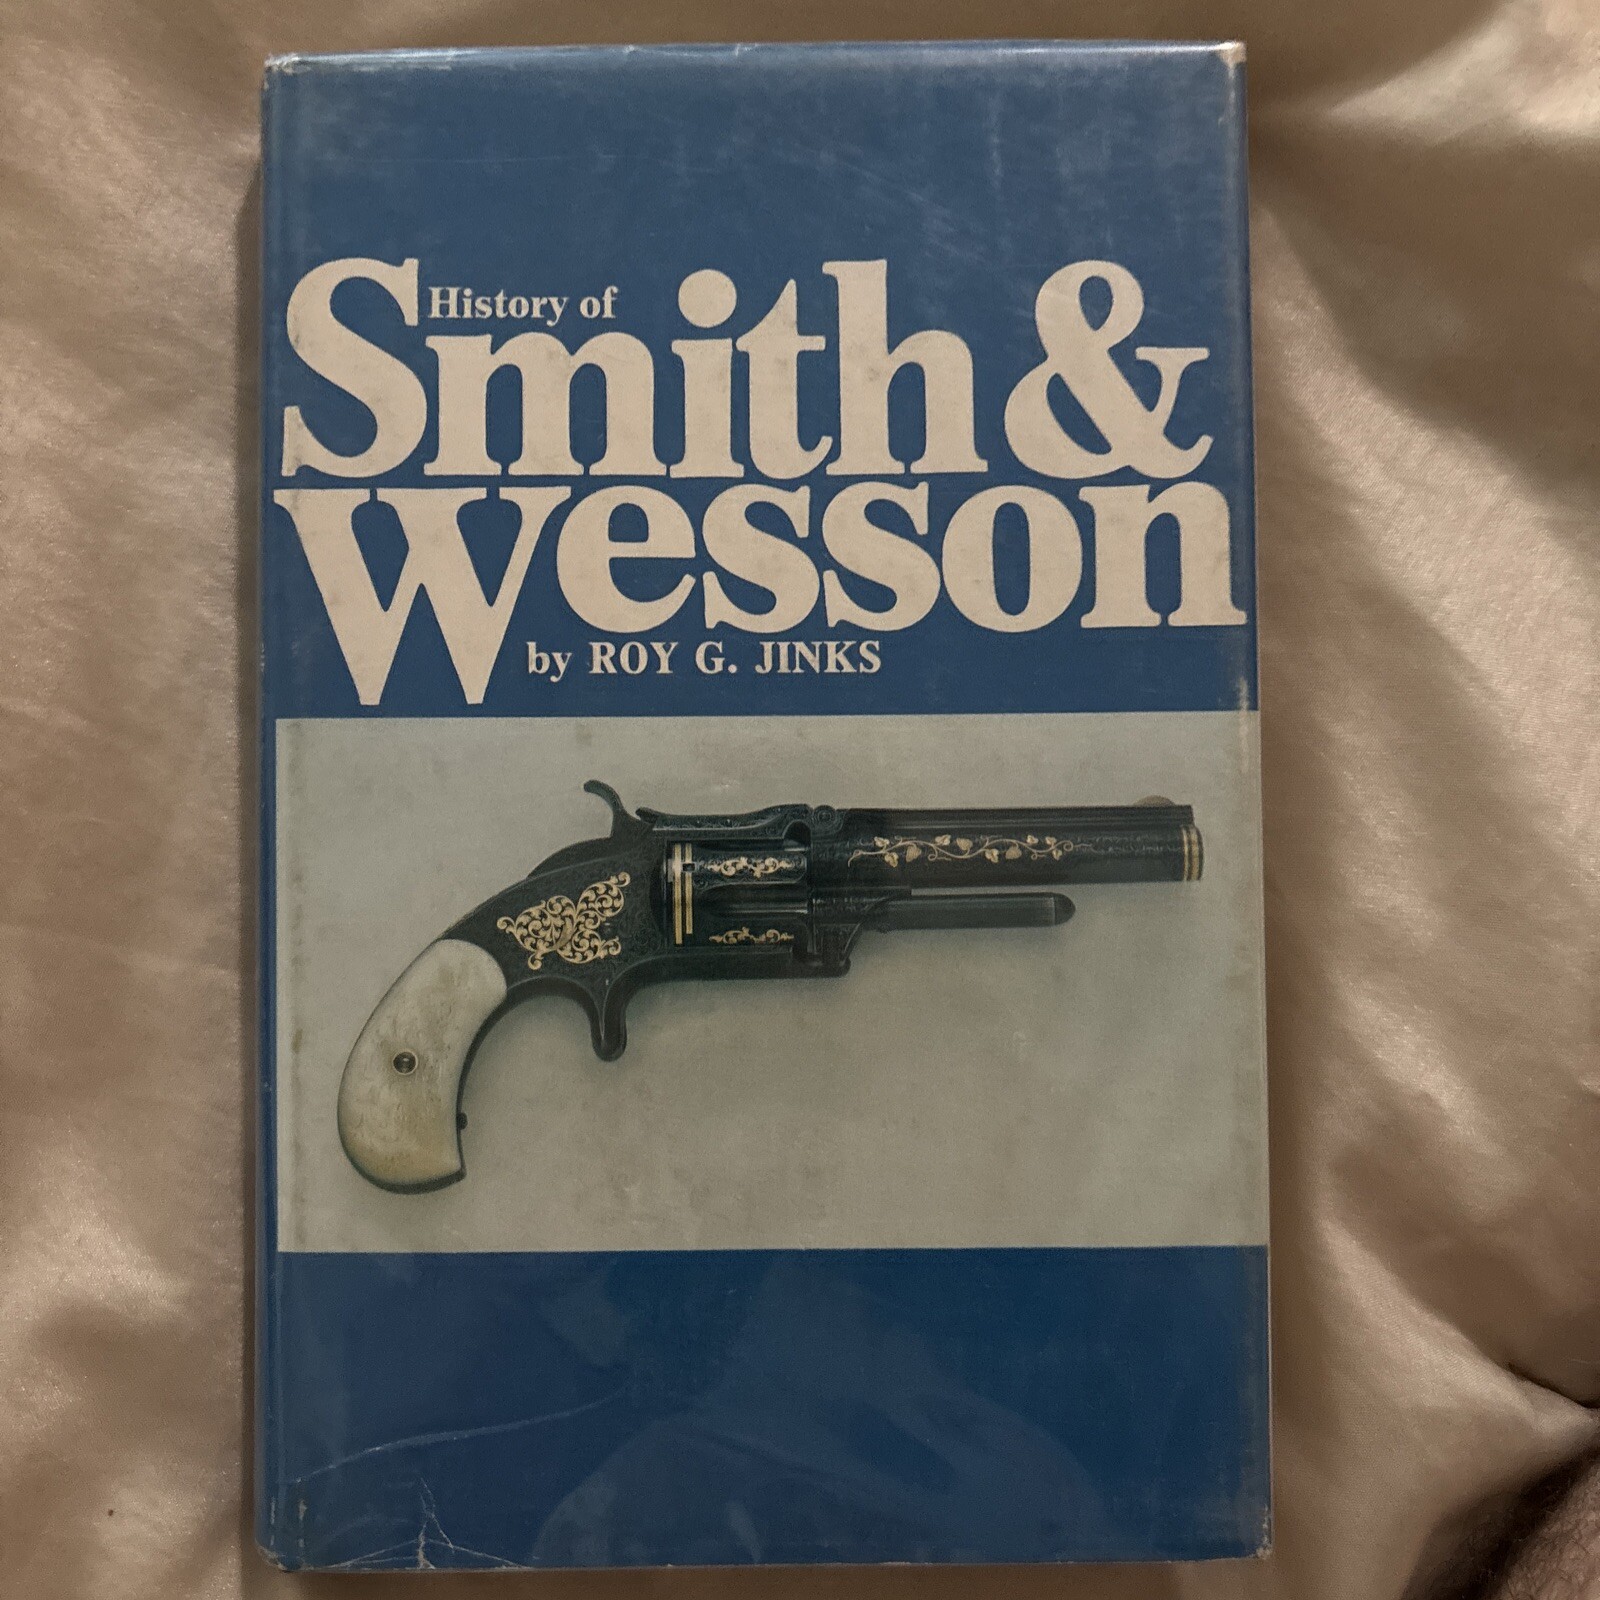 History of
Smith &
Wesson
by ROY G. JINKS